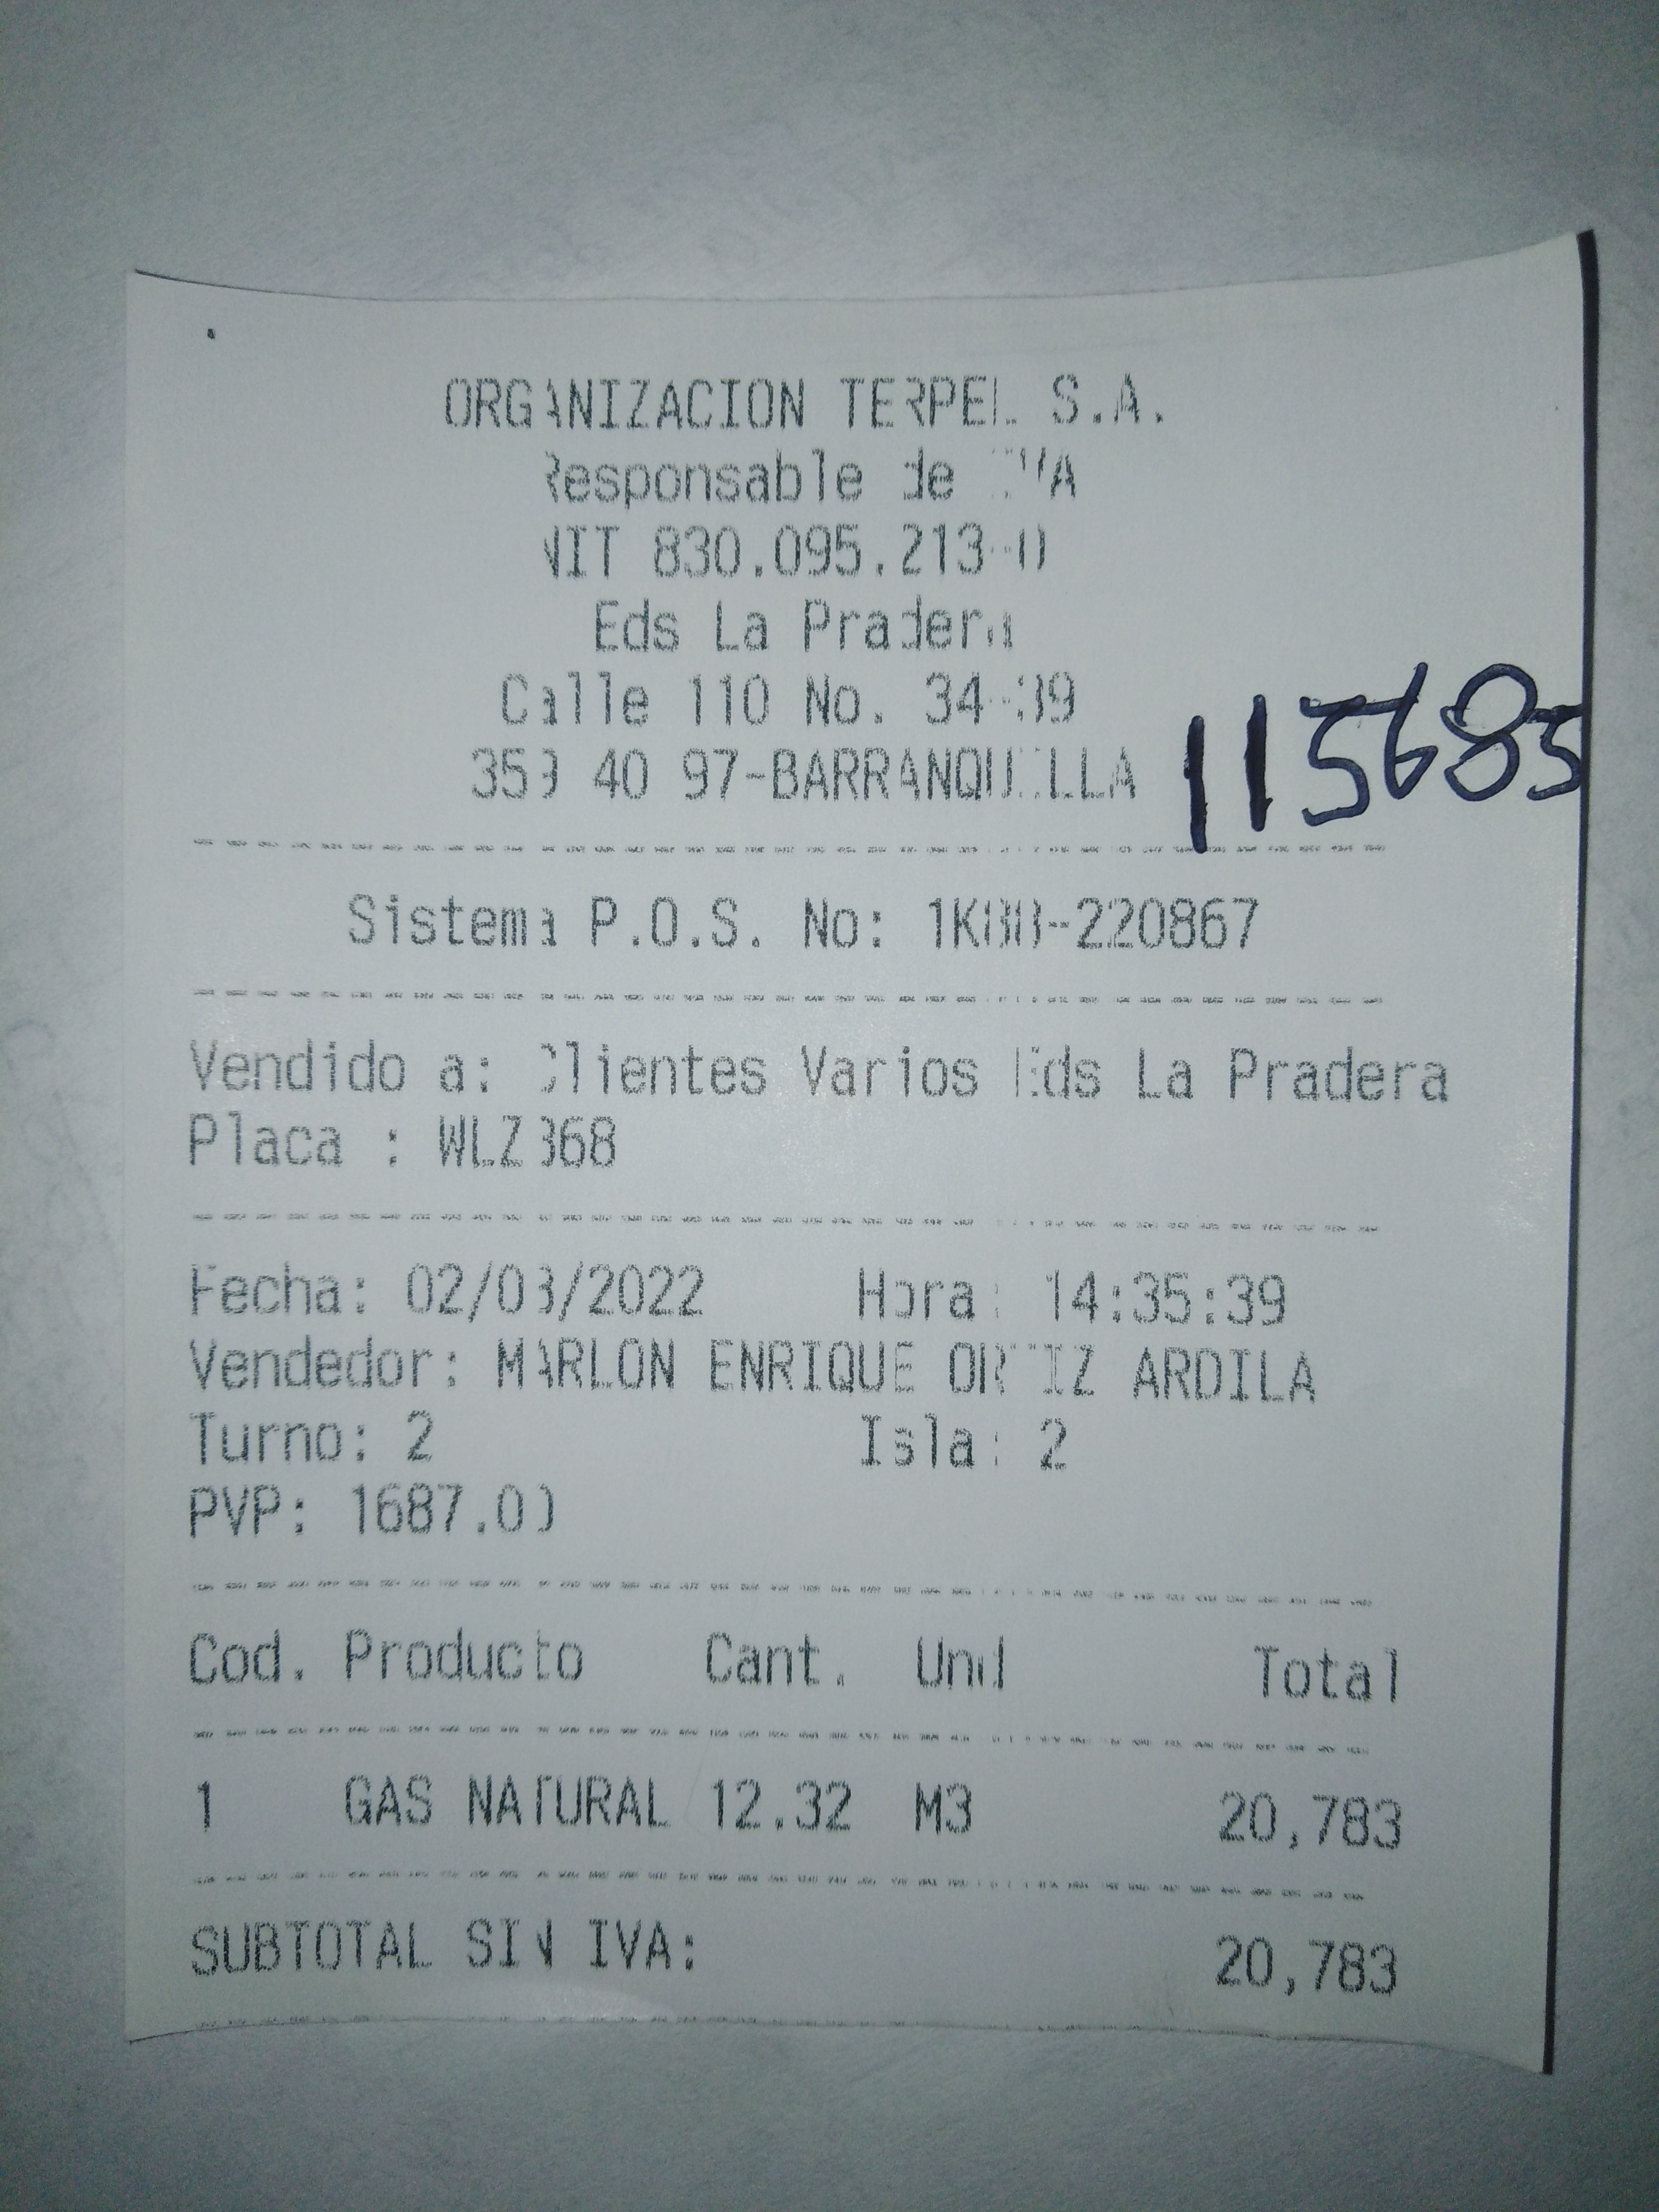 ORGANIZACION TERPEL S.A.
Responsable de IVA
NIT 830.095.213-0
Eds La Pradera
Calle 110 No. 34-39
359 40 97-BARRANQUILLA
115685
Sistema P.O.S. No: -220867
Vendido a: Clientes Varios Eds La Pradera
Placa : WLZ368
Fecha: 02/03/2022 Hora: 14:35:39
Vendedor: MARLON ENRIQUE ORTIZ ARDILA
Turno: 2 Isla: 2
PVP: 1687.00
Cod. Producto Cant. Und Total
1 GAS NATURAL 12.32 M3 20,783
SUBTOTAL SIN IVA: 20,783